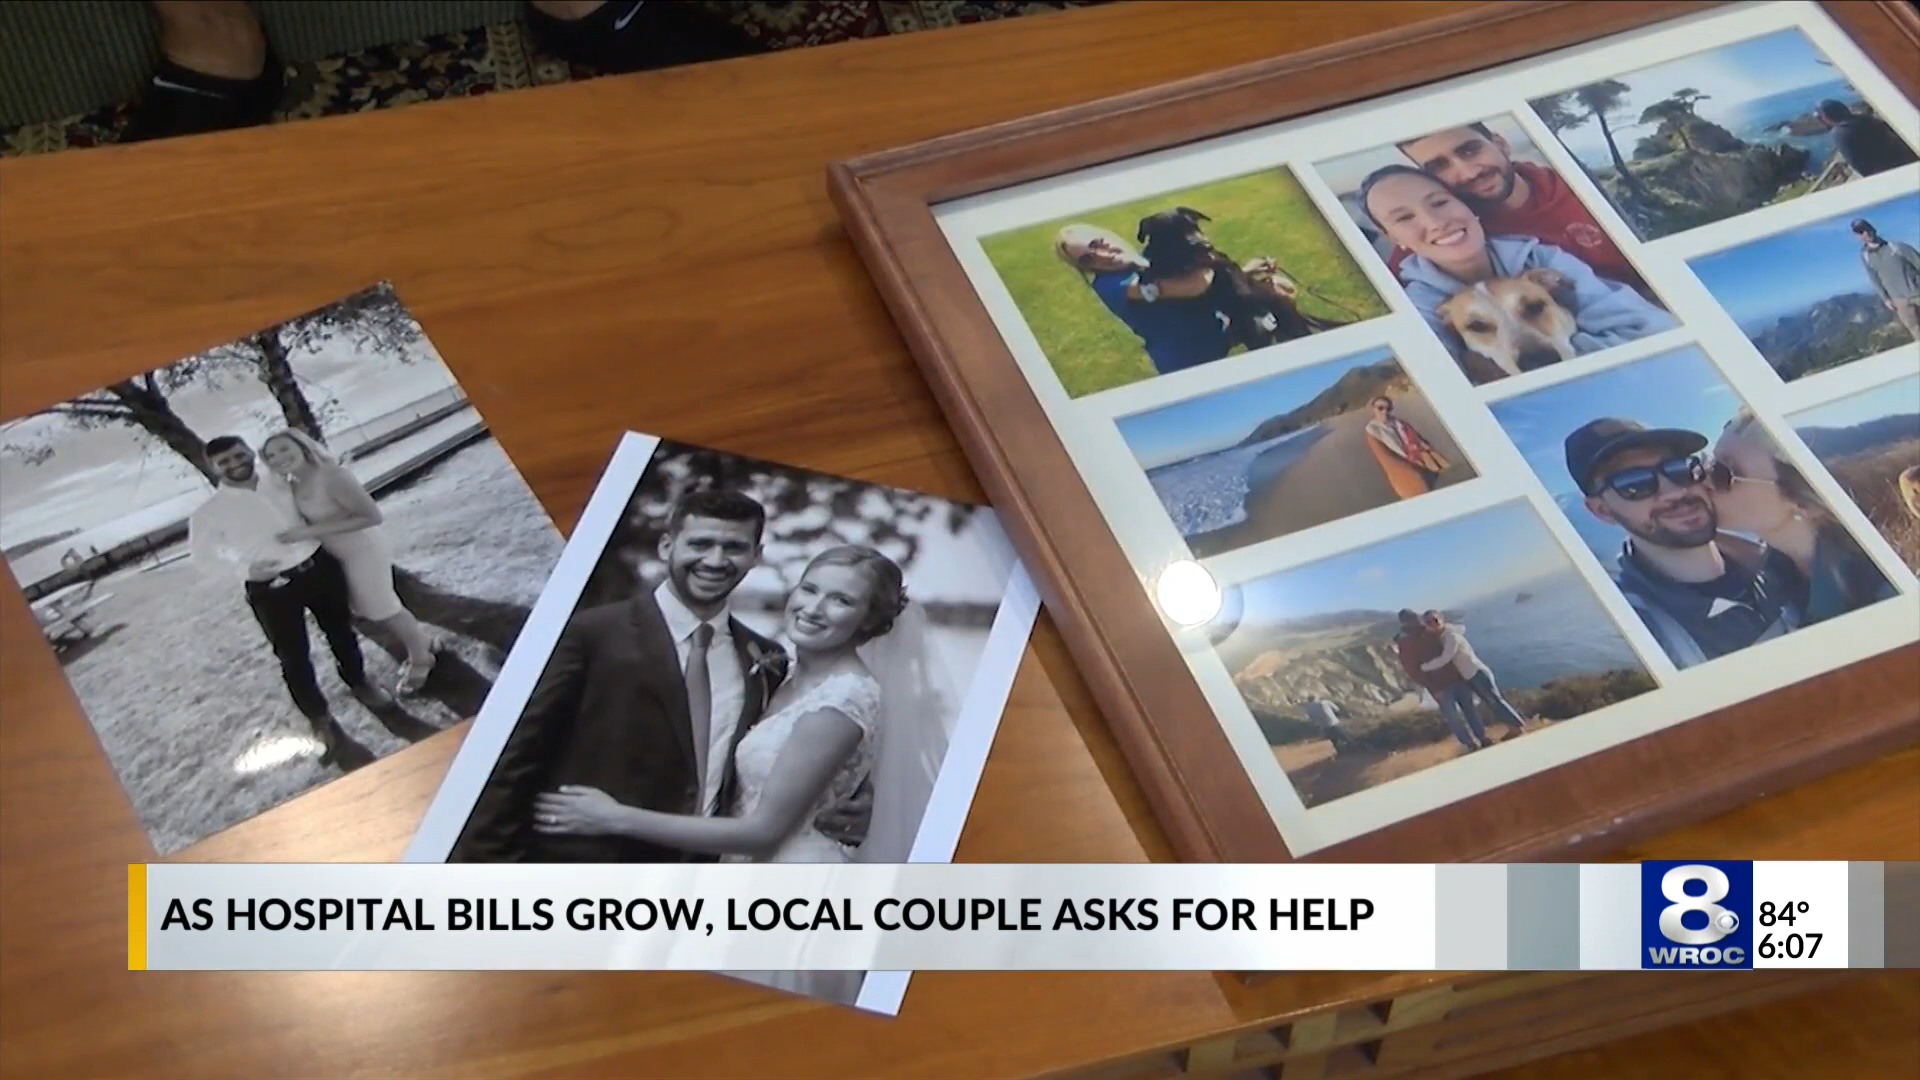 AS HOSPITAL BILLS GROW, LOCAL COUPLE ASKS FOR HELP
8
WROC
84°
6:07